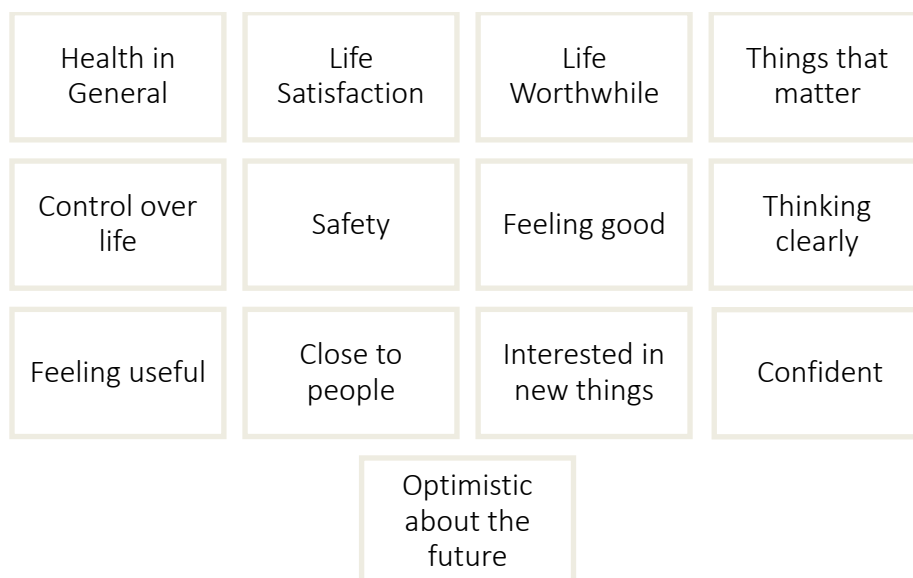 Health in
General
Life
Satisfaction
Life
Worthwhile
Things that
matter
Control over
life
Safety
Feeling good
Thinking
clearly
Feeling useful
Close to
people
Interested in
new things
Confident
Optimistic
about the
future